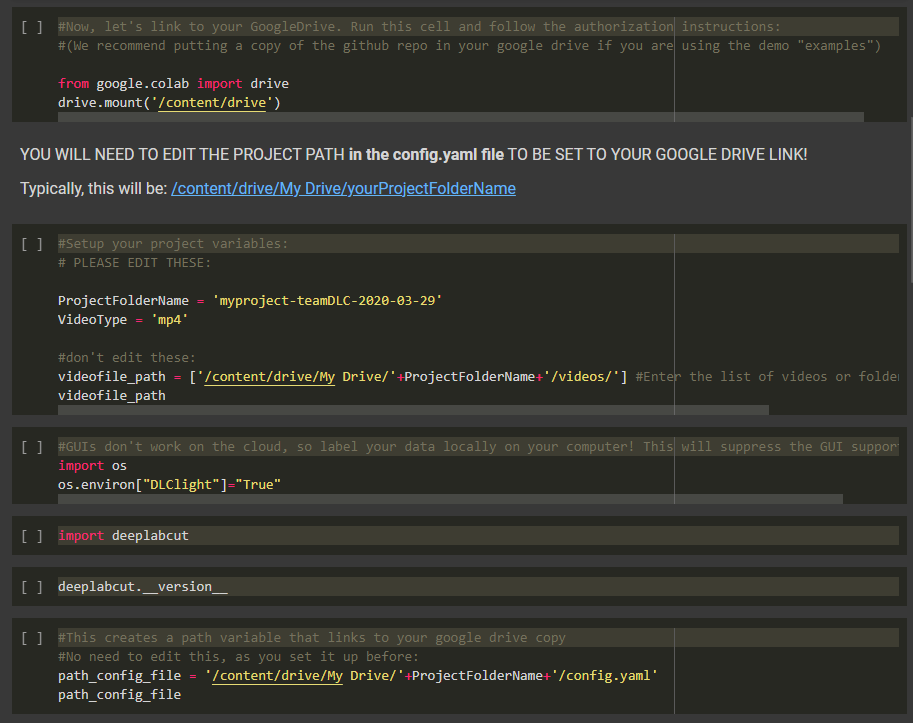 [ ] #Now, let's link to your GoogleDrive. Run this cell and follow the authorization instructions:
#(We recommend putting a copy of the github repo in your google drive if you are using the demo "examples")
from google.colab import drive
drive.mount('/content/drive')
YOU WILL NEED TO EDIT THE PROJECT PATH in the config.yaml file TO BE SET TO YOUR GOOGLE DRIVE LINK!
Typically, this will be: /content/drive/My Drive/yourProjectFolderName
[ ] #Setup your project variables:
# PLEASE EDIT THESE:
ProjectFolderName = 'myproject-teamDLC-2020-03-29'
VideoType = 'mp4'
#don't edit these:
videofile_path = ['/content/drive/My Drive/'+ProjectFolderName+'/videos/'] #Enter the list of videos or folde
videofile_path
[ ] #GUIs don't work on the cloud, so label your data locally on your computer! This will suppress the GUI suppor
import os
os.environ["DLClight"]="True"
[ ] import deeplabcut
[ ] deeplabcut.__version__
[ ] #This creates a path variable that links to your google drive copy
#No need to edit this, as you set it up before:
path_config_file = '/content/drive/My Drive/'+ProjectFolderName+'/config.yaml'
path_config_file